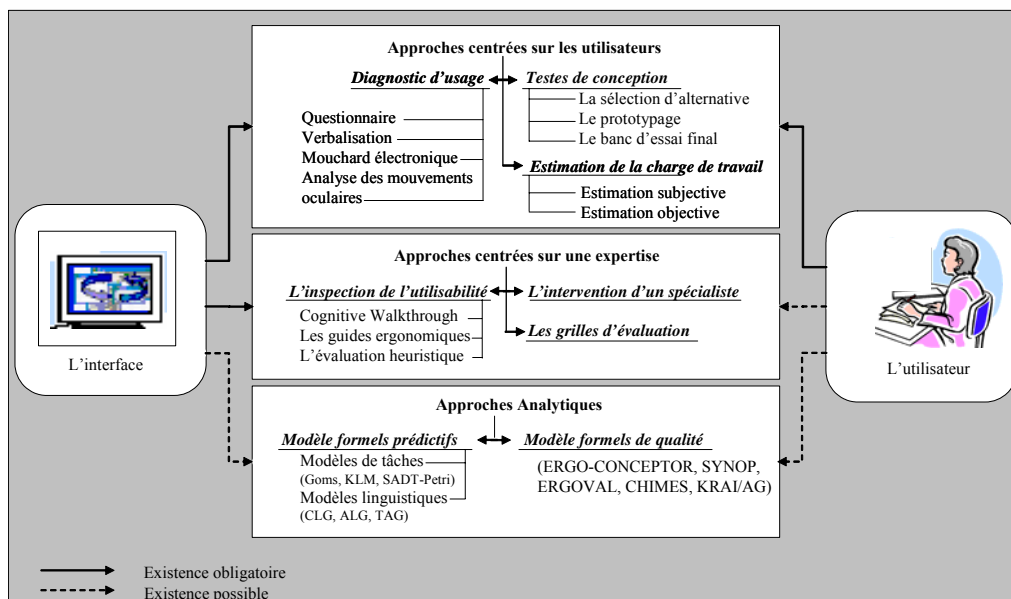 Approches centrées sur les utilisateurs
Diagnostic d'usage
Questionnaire
Verbalisation
Mouchard électronique
Analyse des mouvements
oculaires
Testes de conception
La sélection d'alternative
Le prototypage
Le banc d'essai final
Estimation de la charge de travail
Estimation subjective
Estimation objective
L'interface
Approches centrées sur une expertise
L'inspection de l'utilisabilité
Cognitive Walkthrough
Les guides ergonomiques
L'évaluation heuristique
L'intervention d'un spécialiste
Les grilles d'évaluation
L'utilisateur
Approches Analytiques
Modèle formels prédictifs
Modèles de tâches
(Goms, KLM, SADT-Petri)
Modèles linguistiques
(CLG, ALG, TAG)
Modèle formels de qualité
(ERGO-CONCEPTOR, SYNOP,
ERGOVAL, CHIMES, KRAI/AG)
Existence obligatoire
Existence possible